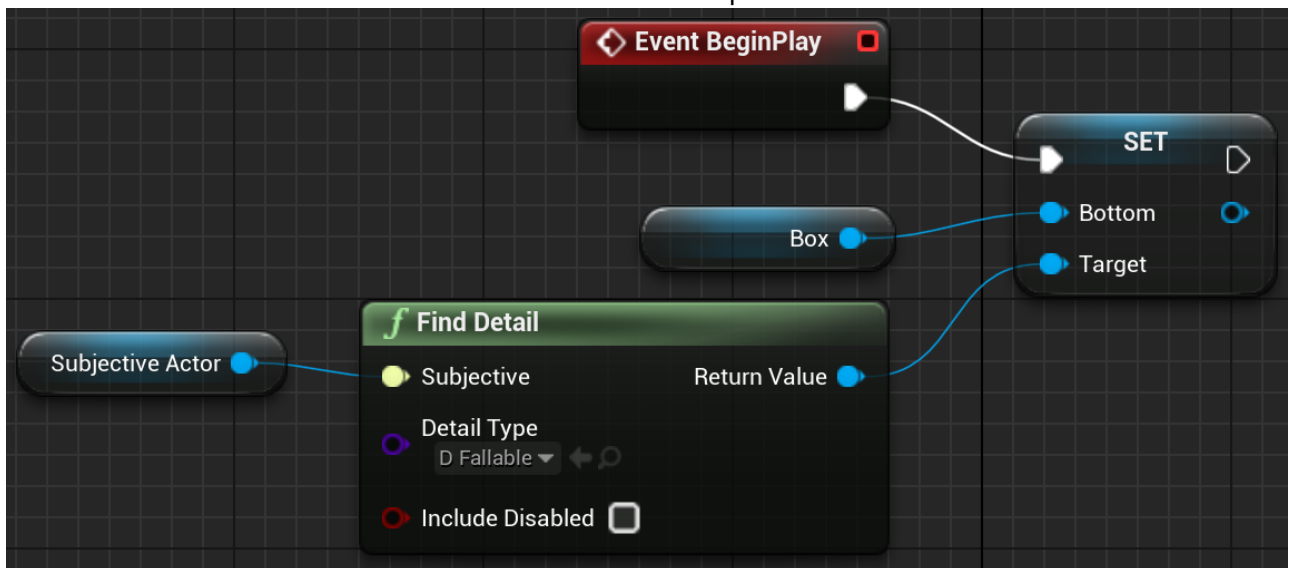 Event BeginPlay
SET
Bottom
Box
Target
f Find Detail
Subjective Actor
Subjective
Return Value
Detail Type
D Fallable
Include Disabled